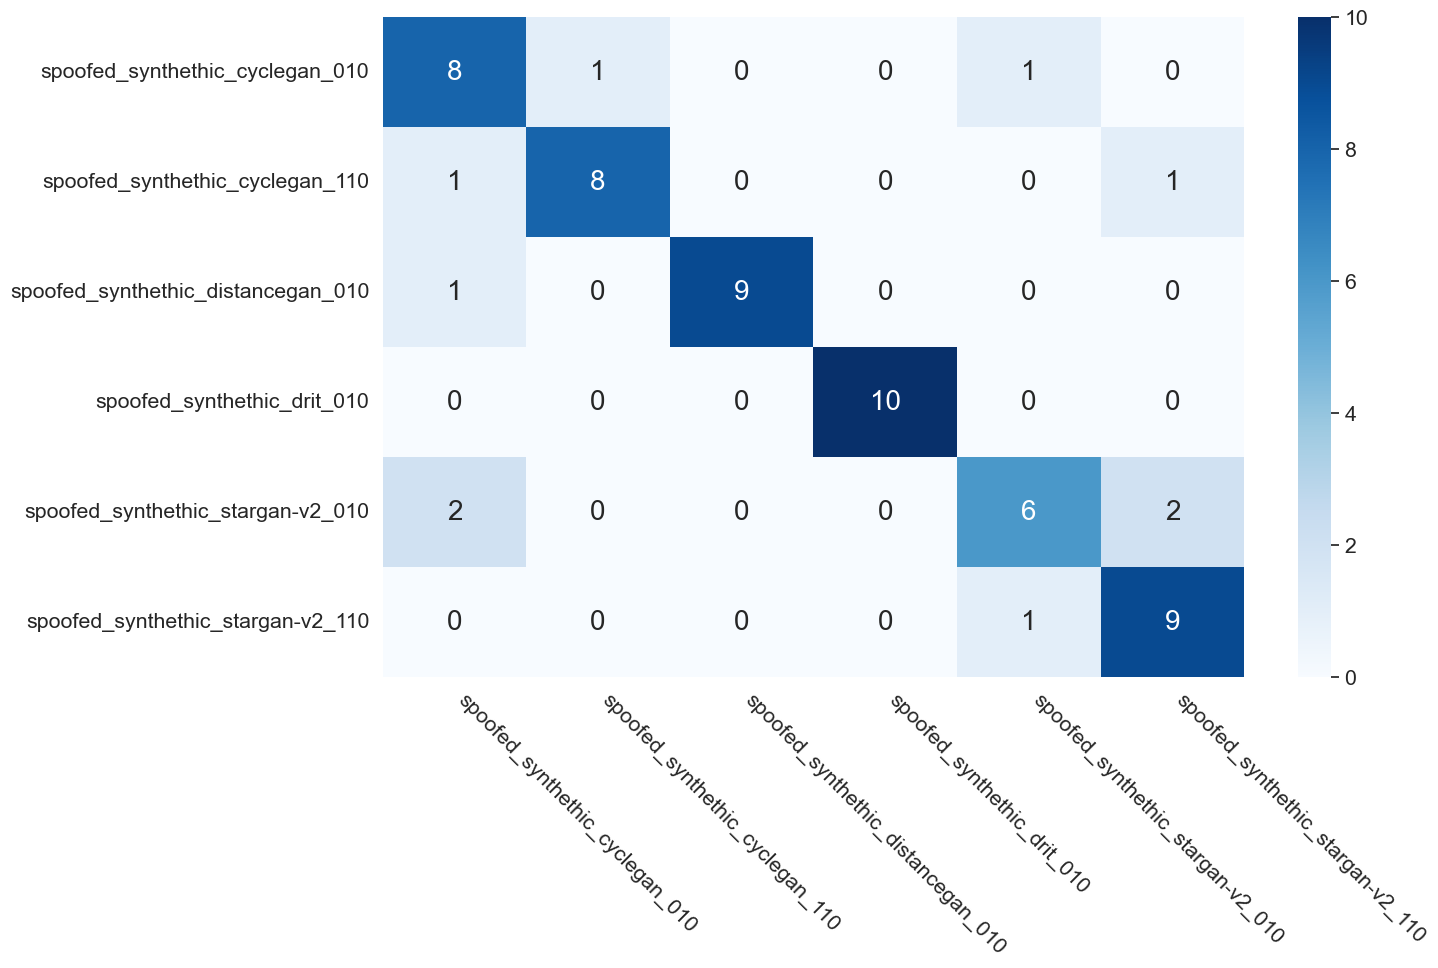 spoofed_synthethic_cyclegan_010 8 1 0 0 1 0
spoofed_synthethic_cyclegan_110 1 8 0 0 0 1
spoofed_synthethic_distancegan_010 1 0 9 0 0 0
spoofed_synthethic_drit_010 0 0 0 10 0 0
spoofed_synthethic_stargan-v2_010 2 0 0 0 6 2
spoofed_synthethic_stargan-v2_110 0 0 0 0 1 9
spoofed_synthethic_cyclegan_010
spoofed_synthethic_cyclegan_110
spoofed_synthethic_distancegan_010
spoofed_synthethic_drit_010
spoofed_synthethic_stargan-v2_010
spoofed_synthethic_stargan-v2_110
10
8
6
4
2
0